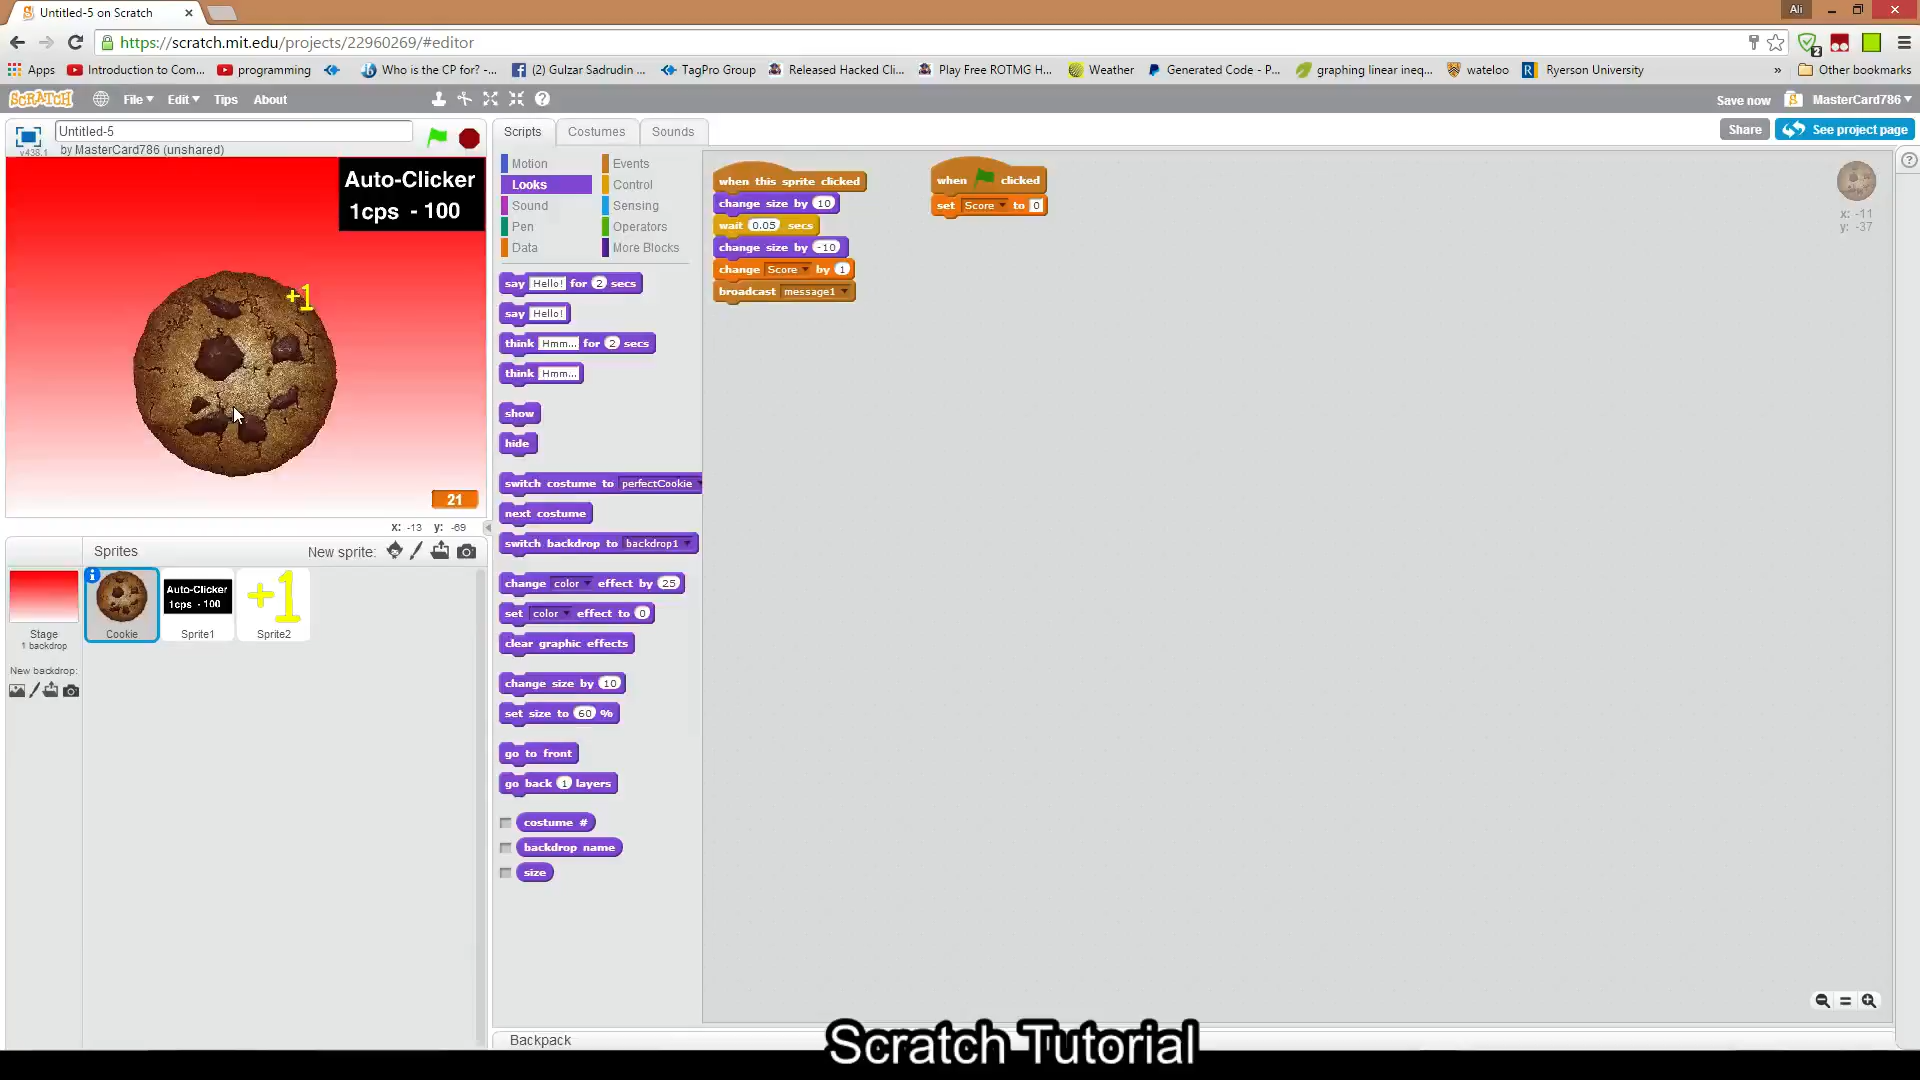 Untitled-5 on Scratch
Ali
https://scratch.mit.edu/projects/22960269/#editor
2
Apps Introduction to Com... programming Who is the CP for? -... (2) Gulzar Sadrudin ... TagPro Group Released Hacked Cli... Play Free ROTMG H... Weather Generated Code - P... graphing linear ineq... wateloo Ryerson University » Other bookmarks
SCRATCH File Edit Tips About Save now MasterCard786
Untitled-5
by MasterCard786 (unshared)
v438.1
Scripts Costumes Sounds
Share See project page
Auto-Clicker
1cps - 100
+1
21
x: -13 y: -69
Motion Events
Looks Control
Sound Sensing
Pen Operators
Data More Blocks
say Hello! for 2 secs
say Hello!
think Hmm... for 2 secs
think Hmm...
show
hide
switch costume to perfectCookie
next costume
switch backdrop to backdrop1
change color effect by 25
set color effect to 0
clear graphic effects
change size by 10
set size to 60 %
go to front
go back 1 layers
costume #
backdrop name
size
when this sprite clicked
change size by 10
wait 0.05 secs
change size by -10
change Score by 1
broadcast message1
when clicked
set Score to 0
x: -11
y: -37
Sprites New sprite:
Stage
1 backdrop
New backdrop:
Cookie
Auto-Clicker
1cps - 100
Sprite1
+1
Sprite2
Backpack
Scratch Tutorial